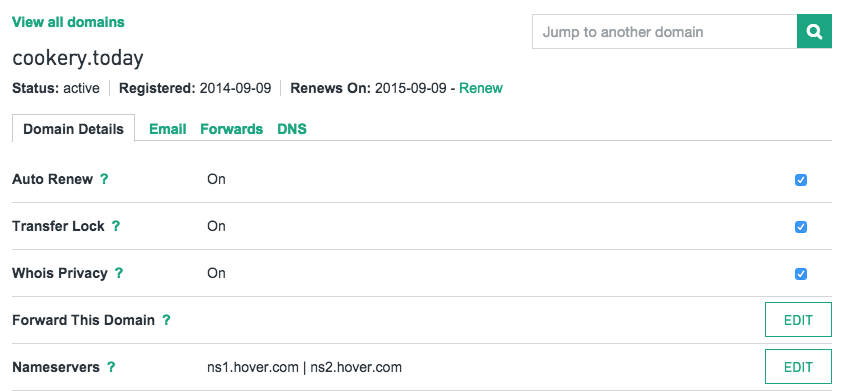 View all domains
Jump to another domain
cookery.today
Status: active Registered: 2014-09-09 Renews On: 2015-09-09 - Renew
Domain Details Email Forwards DNS
Auto Renew ? On
Transfer Lock ? On
Whois Privacy ? On
Forward This Domain ? EDIT
Nameservers ? ns1.hover.com | ns2.hover.com EDIT